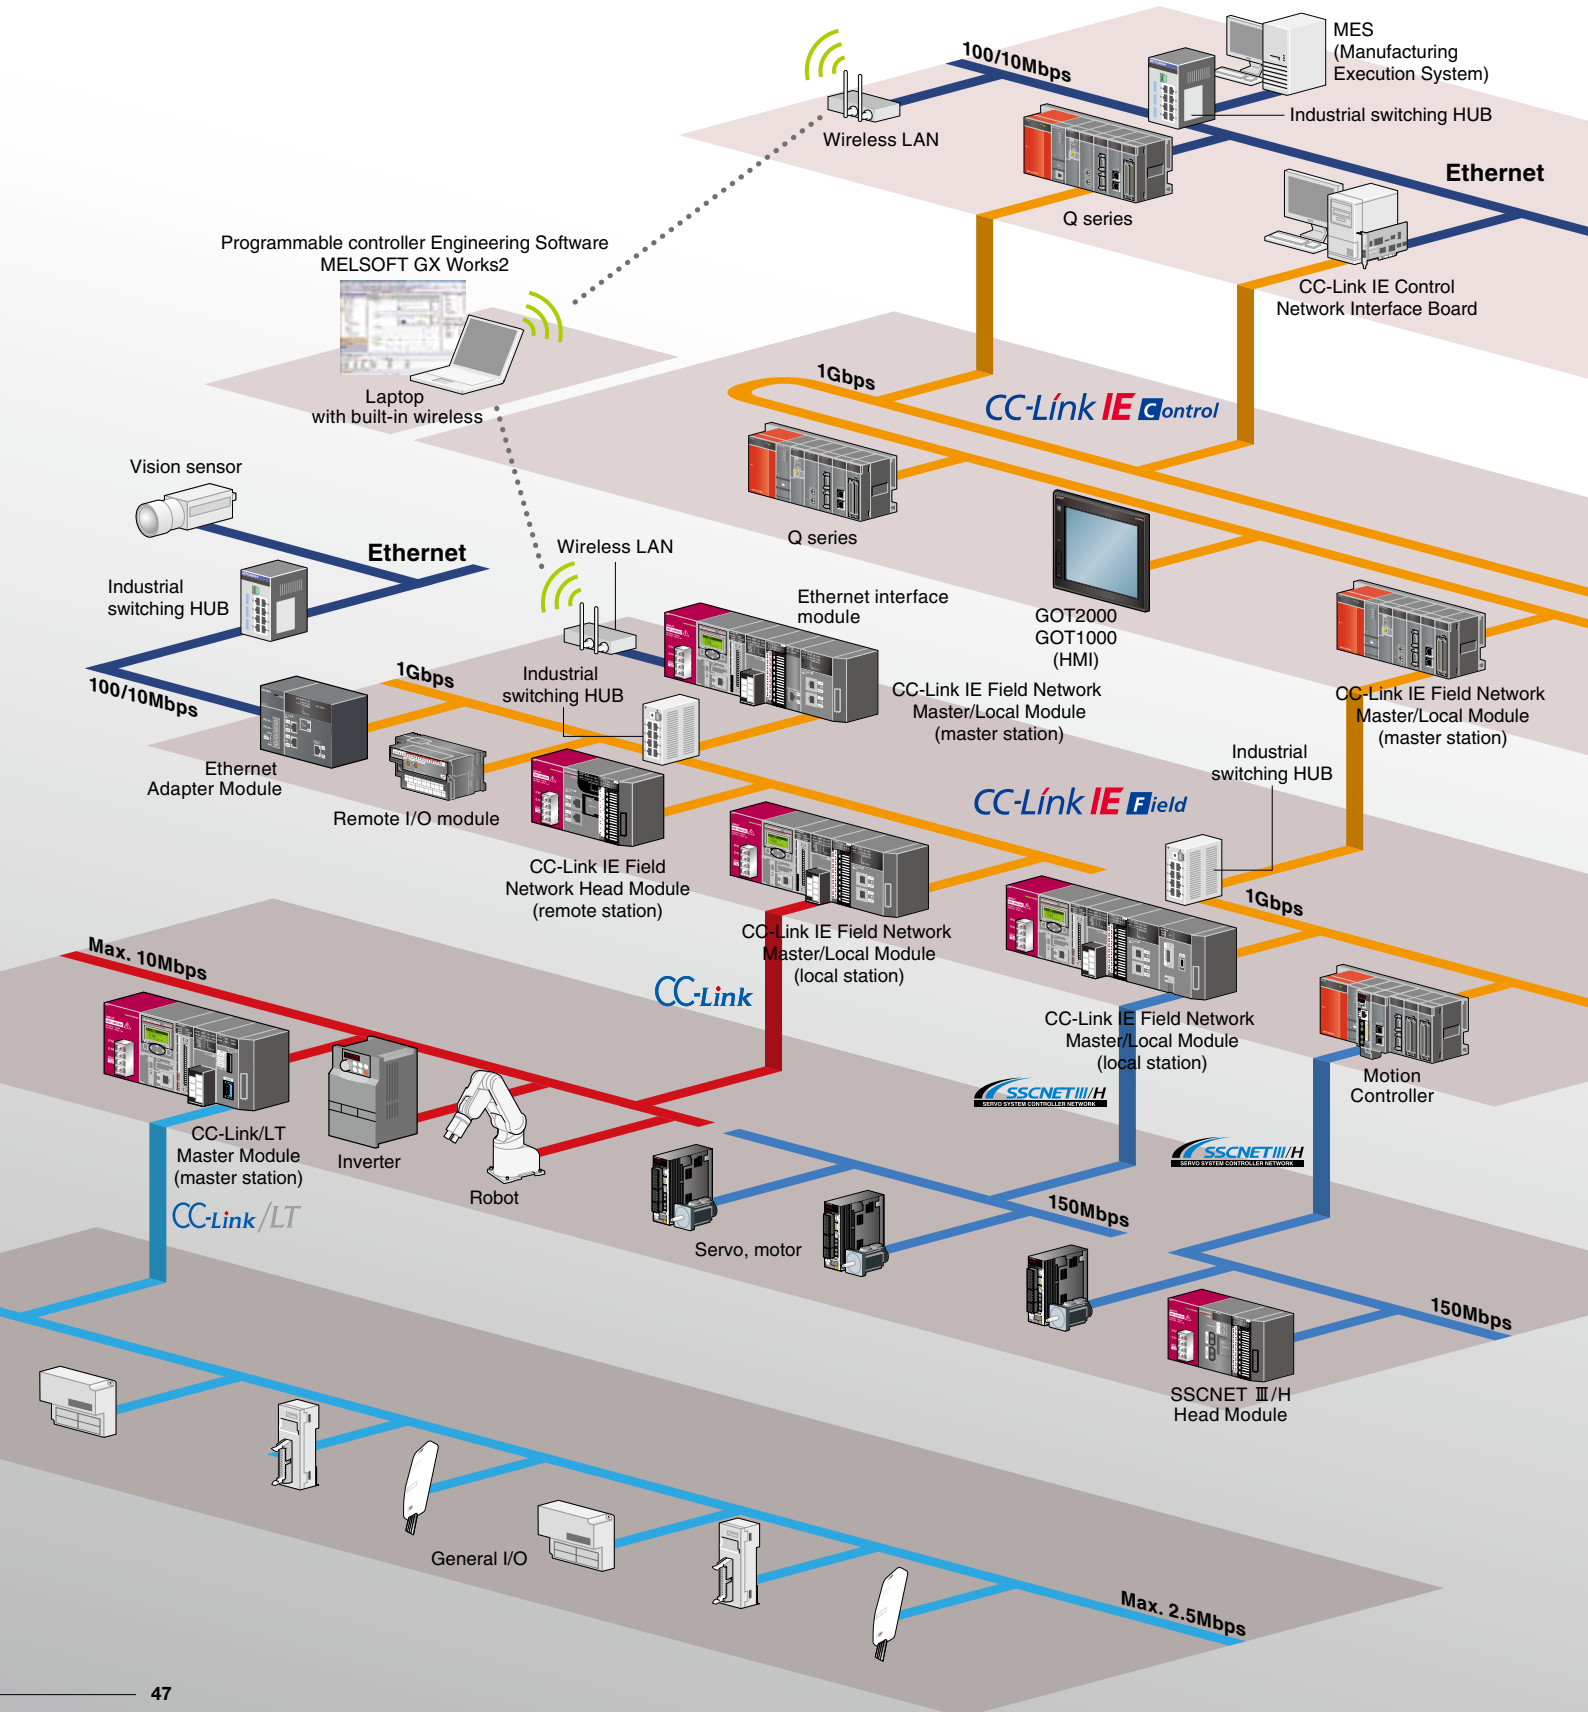 100/10Mbps
MES
(Manufacturing
Execution System)
Industrial switching HUB
Wireless LAN
Ethernet
Q series
CC-Link IE Control
Network Interface Board
Programmable controller Engineering Software
MELSOFT GX Works2
Laptop
with built-in wireless
1Gbps
CC-Link IE Control
Vision sensor
Ethernet
Industrial
switching HUB
100/10Mbps
Wireless LAN
Q series
GOT2000
GOT1000
(HMI)
Ethernet interface
module
1Gbps
Industrial
switching HUB
CC-Link IE Field Network
Master/Local Module
(master station)
CC-Link IE Field Network
Master/Local Module
(master station)
Ethernet
Adapter Module
Remote I/O module
Industrial
switching HUB
CC-Link IE Field
CC-Link IE Field
Network Head Module
(remote station)
1Gbps
CC-Link IE Field Network
Master/Local Module
(local station)
Max. 10Mbps
CC-Link
CC-Link IE Field Network
Master/Local Module
(local station)
Motion
Controller
SSCNETIII/H
SERVO SYSTEM CONTROLLER NETWORK
SSCNETIII/H
SERVO SYSTEM CONTROLLER NETWORK
CC-Link/LT
Master Module
(master station)
CC-Link/LT
Inverter
Robot
150Mbps
Servo, motor
150Mbps
SSCNET Ⅲ/H
Head Module
General I/O
Max. 2.5Mbps
47